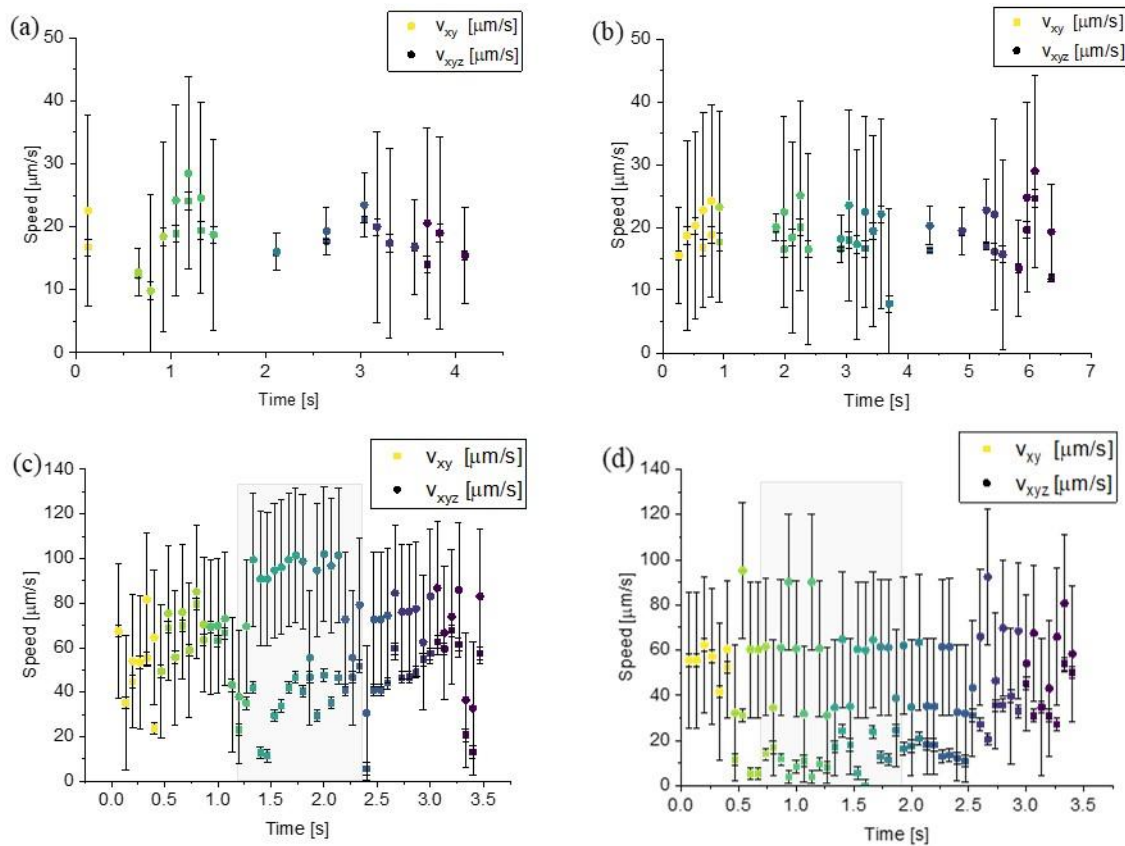 (a)
v_xy [μm/s]
v_xyz [μm/s]
50
40
30
20
10
0
Speed [μm/s]
0 1 2 3 4
Time [s]
(b)
v_xy [μm/s]
v_xyz [μm/s]
50
40
30
20
10
0
Speed [μm/s]
0 1 2 3 4 5 6 7
Time [s]
(c)
v_xy [μm/s]
v_xyz [μm/s]
140
120
100
80
60
40
20
0
Speed [μm/s]
0.0 0.5 1.0 1.5 2.0 2.5 3.0 3.5
Time [s]
(d)
v_xy [μm/s]
v_xyz [μm/s]
140
120
100
80
60
40
20
0
Speed [μm/s]
0.0 0.5 1.0 1.5 2.0 2.5 3.0 3.5
Time [s]